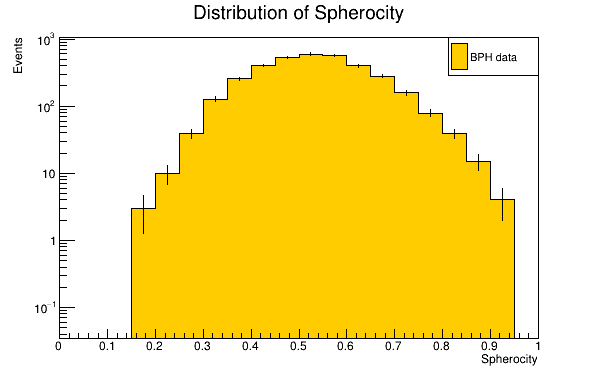 Distribution of Spherocity
Events
BPH data
10³
10²
10
1
10⁻¹
0 0.1 0.2 0.3 0.4 0.5 0.6 0.7 0.8 0.9 1
Spherocity